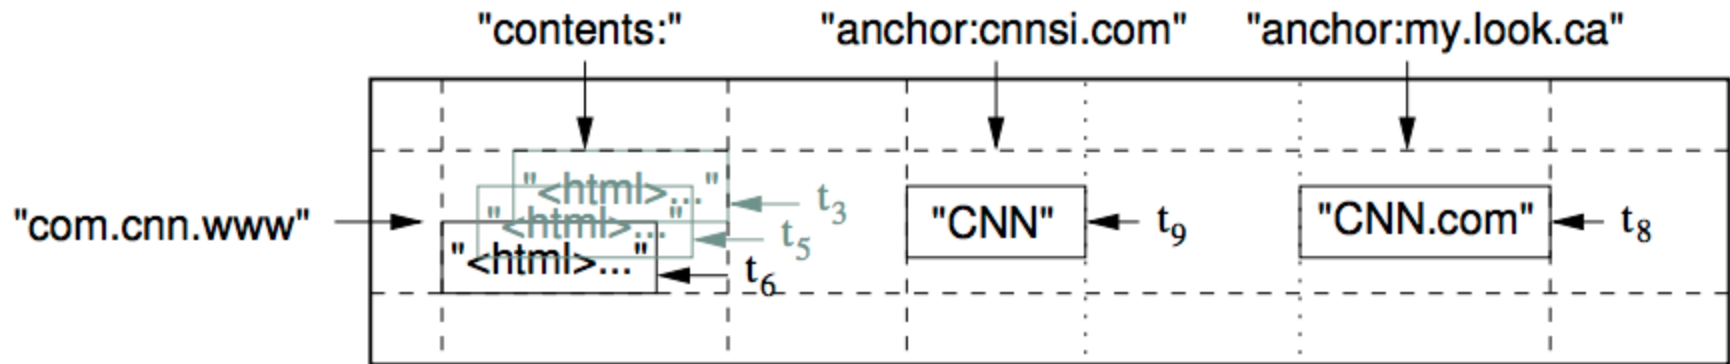 "contents:" "anchor:cnnsi.com" "anchor:my.look.ca"
"<html>..." t3
"com.cnn.www" "<html>..." t5 "CNN" t9 "CNN.com" t8
"<html>..." t6